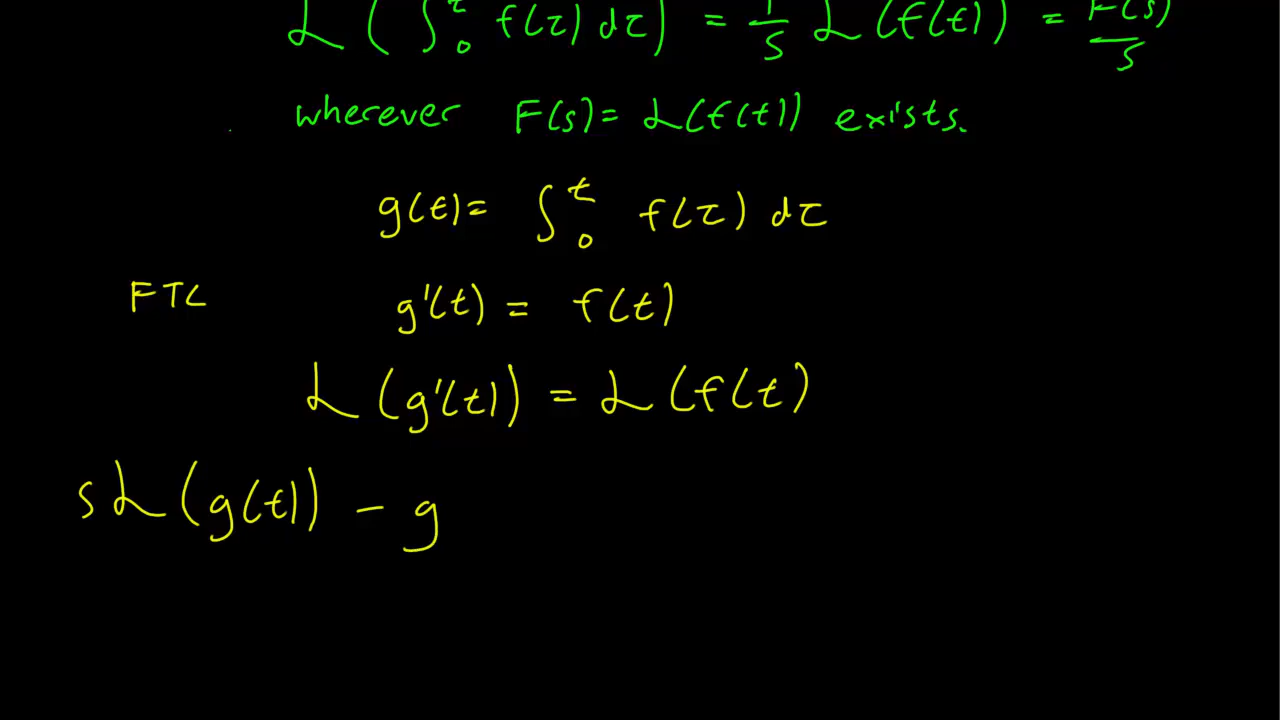 ℒ(∫₀ᵗ f(τ) dτ) = 1/s ℒ(f(t)) = F(s)/s
wherever F(s) = ℒ(f(t)) exists.
g(t) = ∫₀ᵗ f(τ) dτ
FTC g'(t) = f(t)
ℒ(g'(t)) = ℒ(f(t)
sℒ(g(t)) - g